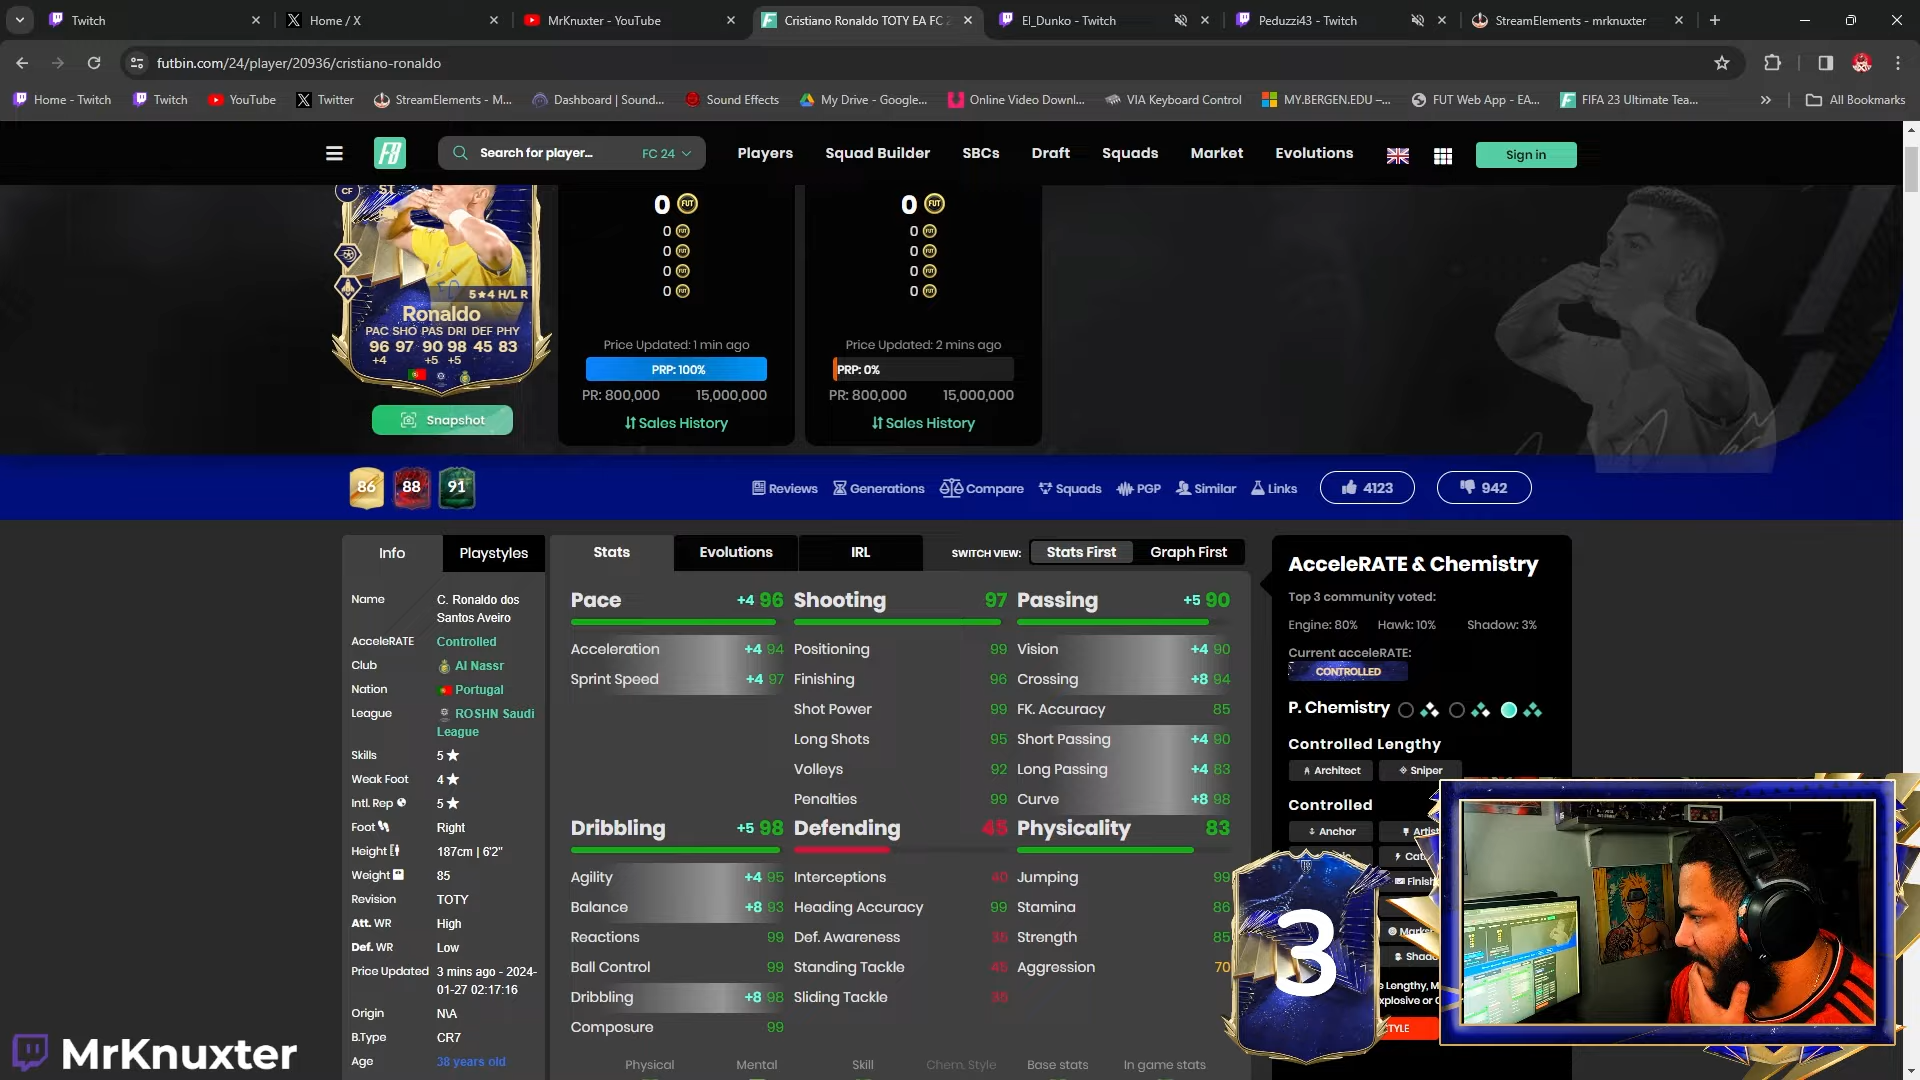 Twitch
Home / X
MrKnuxter - YouTube
Cristiano Ronaldo TOTY EA FC 2
El_Dunko - Twitch
Peduzzi43 - Twitch
StreamElements - mrknuxter
futbin.com/24/player/20936/cristiano-ronaldo
Home - Twitch
Twitch
YouTube
Twitter
StreamElements - M...
Dashboard | Sound...
Sound Effects
My Drive - Google...
Online Video Downl...
VIA Keyboard Control
MY.BERGEN.EDU –...
FUT Web App - EA...
FIFA 23 Ultimate Tea...
All Bookmarks
Search for player...
FC 24
Players
Squad Builder
SBCs
Draft
Squads
Market
Evolutions
Sign in
CF
ST
5★4 H/L R
Ronaldo
PAC SHO PAS DRI DEF PHY
96 97 90 98 45 83
+4 +5 +5
Snapshot
0
0
0
0
0
Price Updated: 1 min ago
PRP: 100%
PR: 800,000 15,000,000
Sales History
0
0
0
0
0
Price Updated: 2 mins ago
PRP: 0%
PR: 800,000 15,000,000
Sales History
86
88
91
Reviews
Generations
Compare
Squads
PGP
Similar
Links
4123
942
Info
Playstyles
Name C. Ronaldo dos
Santos Aveiro
AcceleRATE Controlled
Club Al Nassr
Nation Portugal
League ROSHN Saudi
League
Skills 5 ★
Weak Foot 4 ★
Intl. Rep 5 ★
Foot Right
Height 187cm | 6'2"
Weight 85
Revision TOTY
Att. WR High
Def. WR Low
Price Updated 3 mins ago - 2024-
01-27 02:17:16
Origin N\A
B.Type CR7
Age 38 years old
Stats
Evolutions
IRL
SWITCH VIEW:
Stats First
Graph First
Pace +4 96
Acceleration +4 94
Sprint Speed +4 97
Shooting 97
Positioning 99
Finishing 96
Shot Power 99
Long Shots 95
Volleys 92
Penalties 99
Passing +5 90
Vision +4 90
Crossing +8 94
FK. Accuracy 85
Short Passing +4 90
Long Passing +4 83
Curve +8 98
Dribbling +5 98
Agility +4 95
Balance +8 93
Reactions 99
Ball Control 99
Dribbling +8 98
Composure 99
Defending 45
Interceptions 40
Heading Accuracy 99
Def. Awareness 35
Standing Tackle 45
Sliding Tackle 35
Physicality 83
Jumping 99
Stamina 86
Strength 85
Aggression 70
Physical
Mental
Skill
Chem. Style
Base stats
In game stats
AcceleRATE & Chemistry
Top 3 community voted:
Engine: 80% Hawk: 10% Shadow: 3%
Current acceleRATE:
CONTROLLED
P. Chemistry
Controlled Lengthy
Architect
Sniper
Controlled
Anchor
3
MrKnuxter